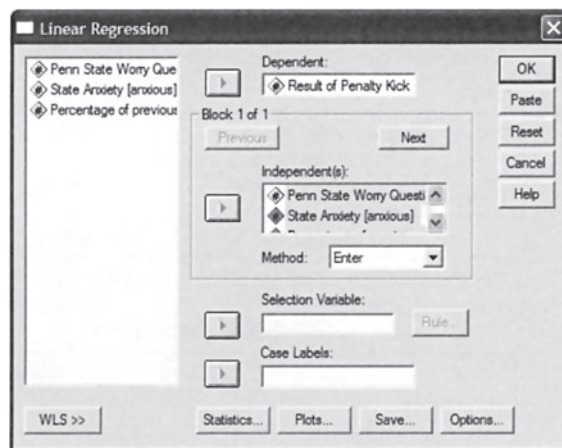 Linear Regression
Penn State Worry Que
State Anxiety [anxious]
Percentage of previous
Dependent:
Result of Penalty Kick
Block 1 of 1
Previous
Next
Independent(s):
Penn State Worry Questi
State Anxiety [anxious]
Method:
Enter
Selection Variable:
Rule...
Case Labels:
OK
Paste
Reset
Cancel
Help
WLS >>
Statistics...
Plots...
Save...
Options...